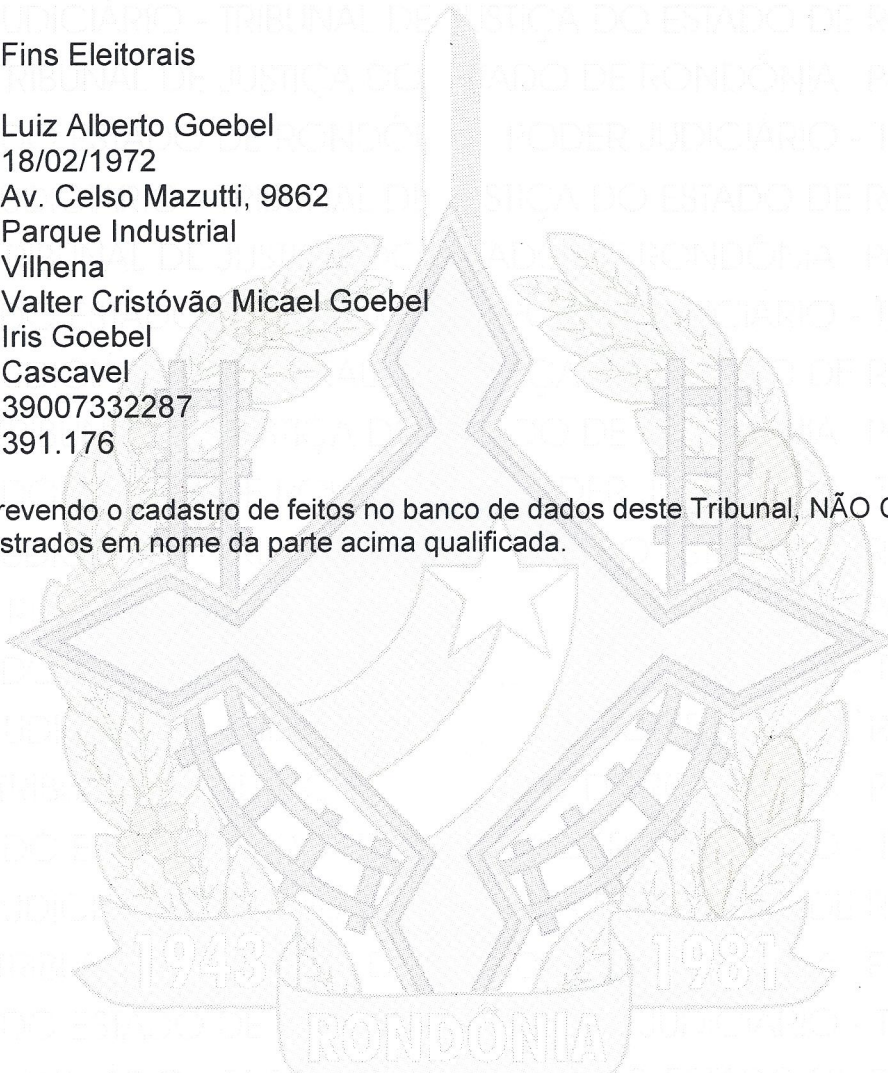 Fins Eleitorais
Luiz Alberto Goebel
18/02/1972
Av. Celso Mazutti, 9862
Parque Industrial
Vilhena
Valter Cristóvão Micael Goebel
Iris Goebel
Cascavel
39007332287
391.176
revendo o cadastro de feitos no banco de dados deste Tribunal, NÃO
strados em nome da parte acima qualificada.
1943 1981
RONDÔNIA